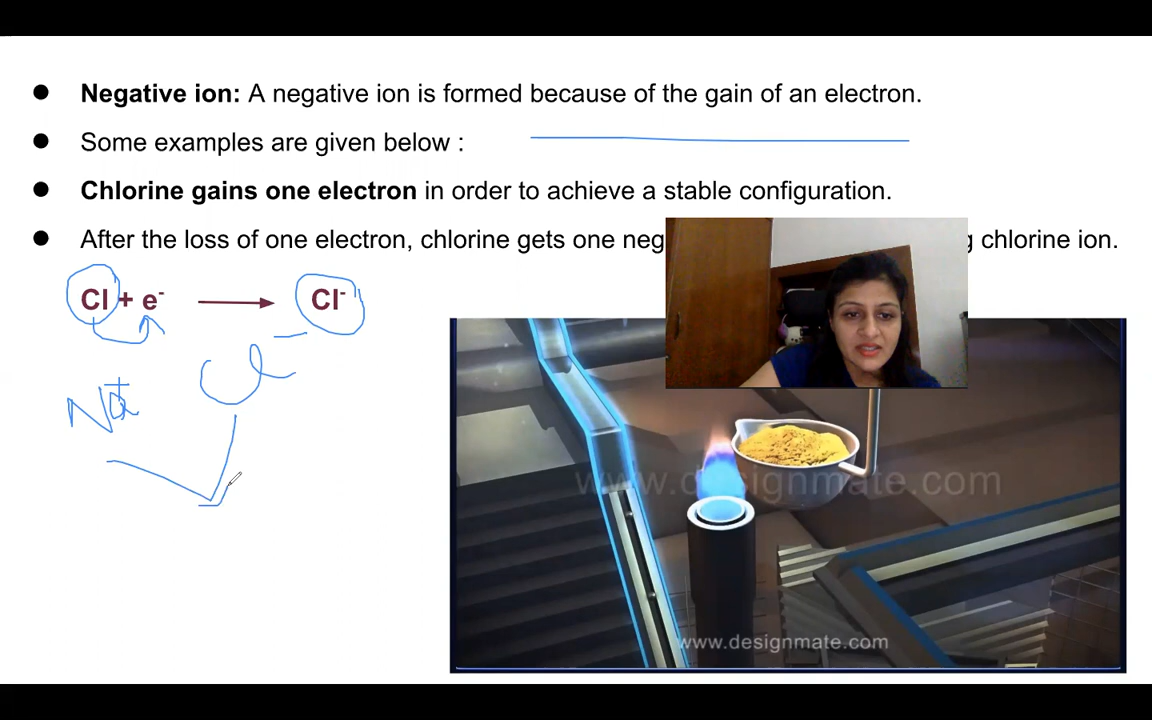 Negative ion: A negative ion is formed because of the gain of an electron.
Some examples are given below :
Chlorine gains one electron in order to achieve a stable configuration.
After the loss of one electron, chlorine gets one neg chlorine ion.
Cl + e⁻ ⟶ Cl⁻
Cl⁻
Na⁺
www.designmate.com
www.designmate.com